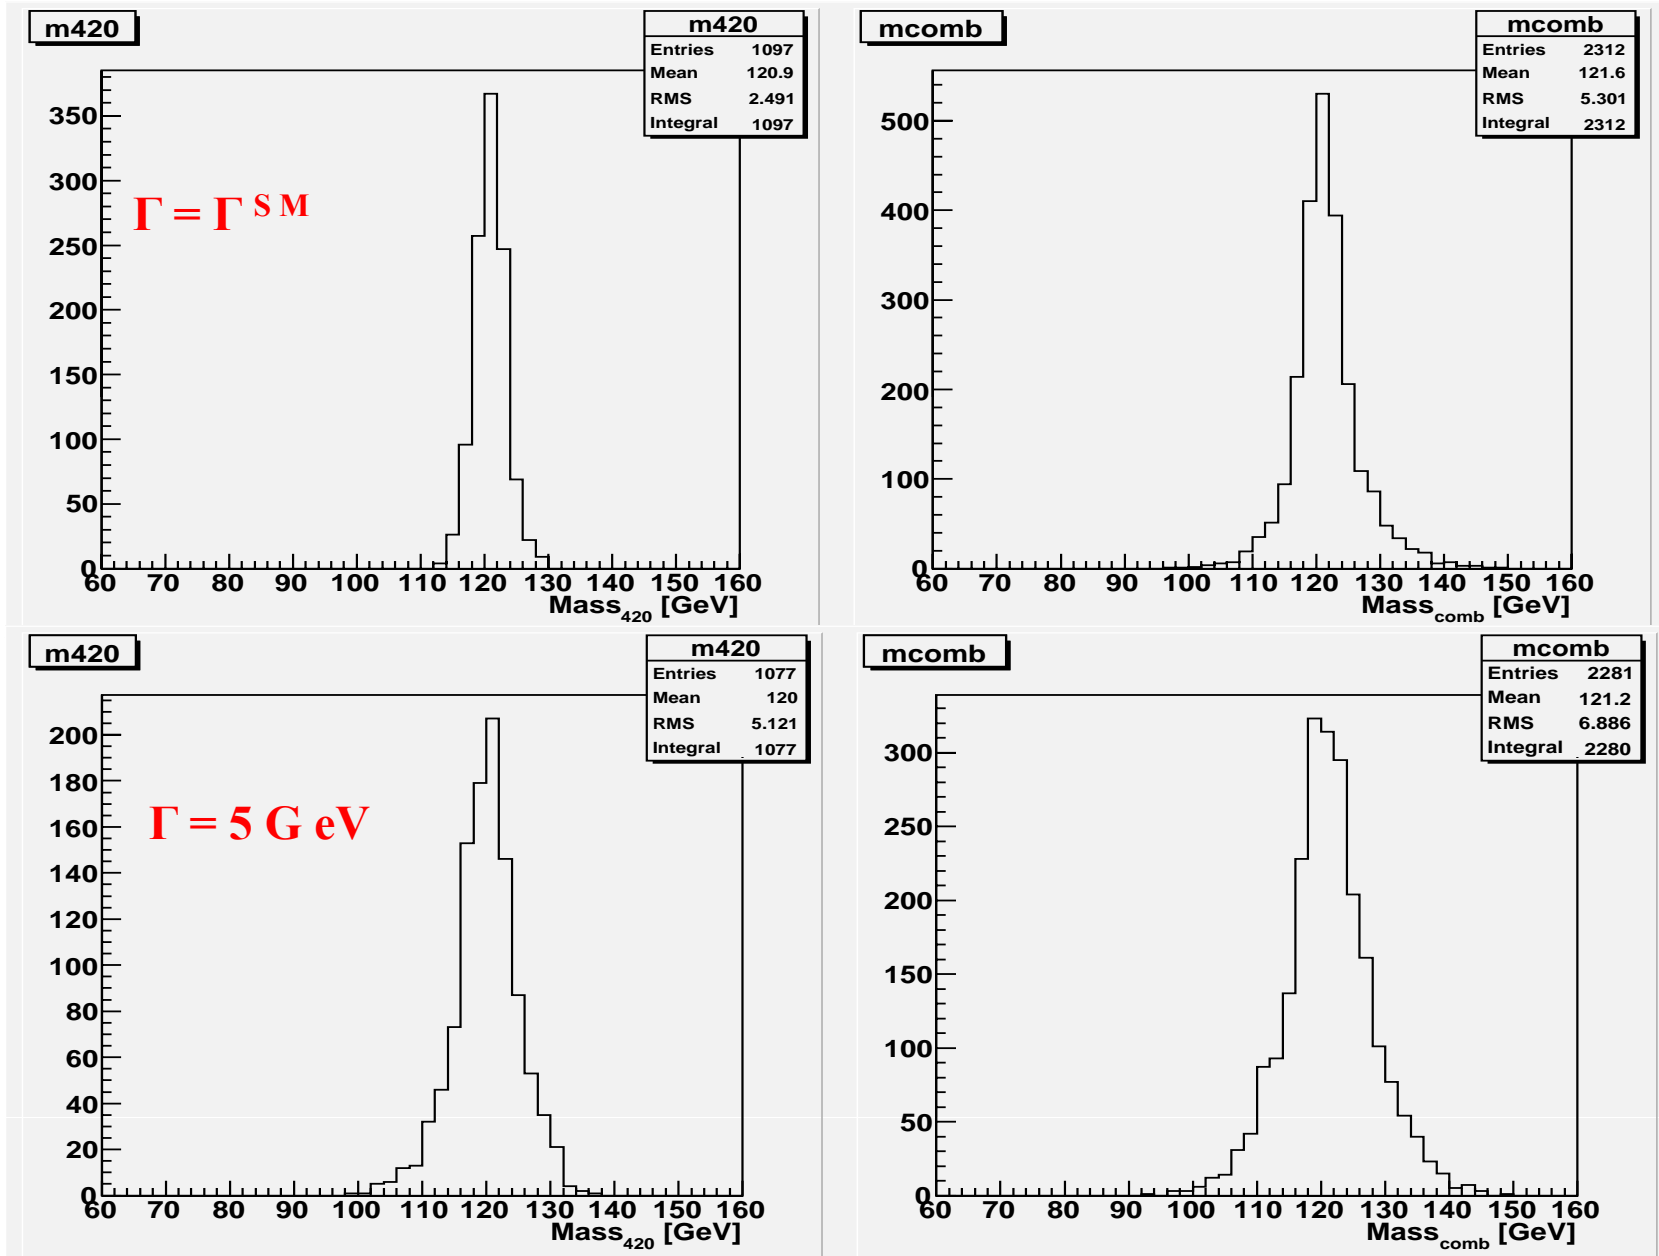 m420
m420
Entries 1097
Mean 120.9
RMS 2.491
Integral 1097
350
300
250
200
150
100
50
0
Γ = Γ S M
60 70 80 90 100 110 120 130 140 150 160
Mass420 [GeV]
mcomb
mcomb
Entries 2312
Mean 121.6
RMS 5.301
Integral 2312
500
400
300
200
100
0
60 70 80 90 100 110 120 130 140 150 160
Masscomb [GeV]
m420
m420
Entries 1077
Mean 120
RMS 5.121
Integral 1077
200
180
160
140
120
100
80
60
40
20
0
Γ = 5 G eV
60 70 80 90 100 110 120 130 140 150 160
Mass420 [GeV]
mcomb
mcomb
Entries 2281
Mean 121.2
RMS 6.886
Integral 2280
300
250
200
150
100
50
0
60 70 80 90 100 110 120 130 140 150 160
Masscomb [GeV]